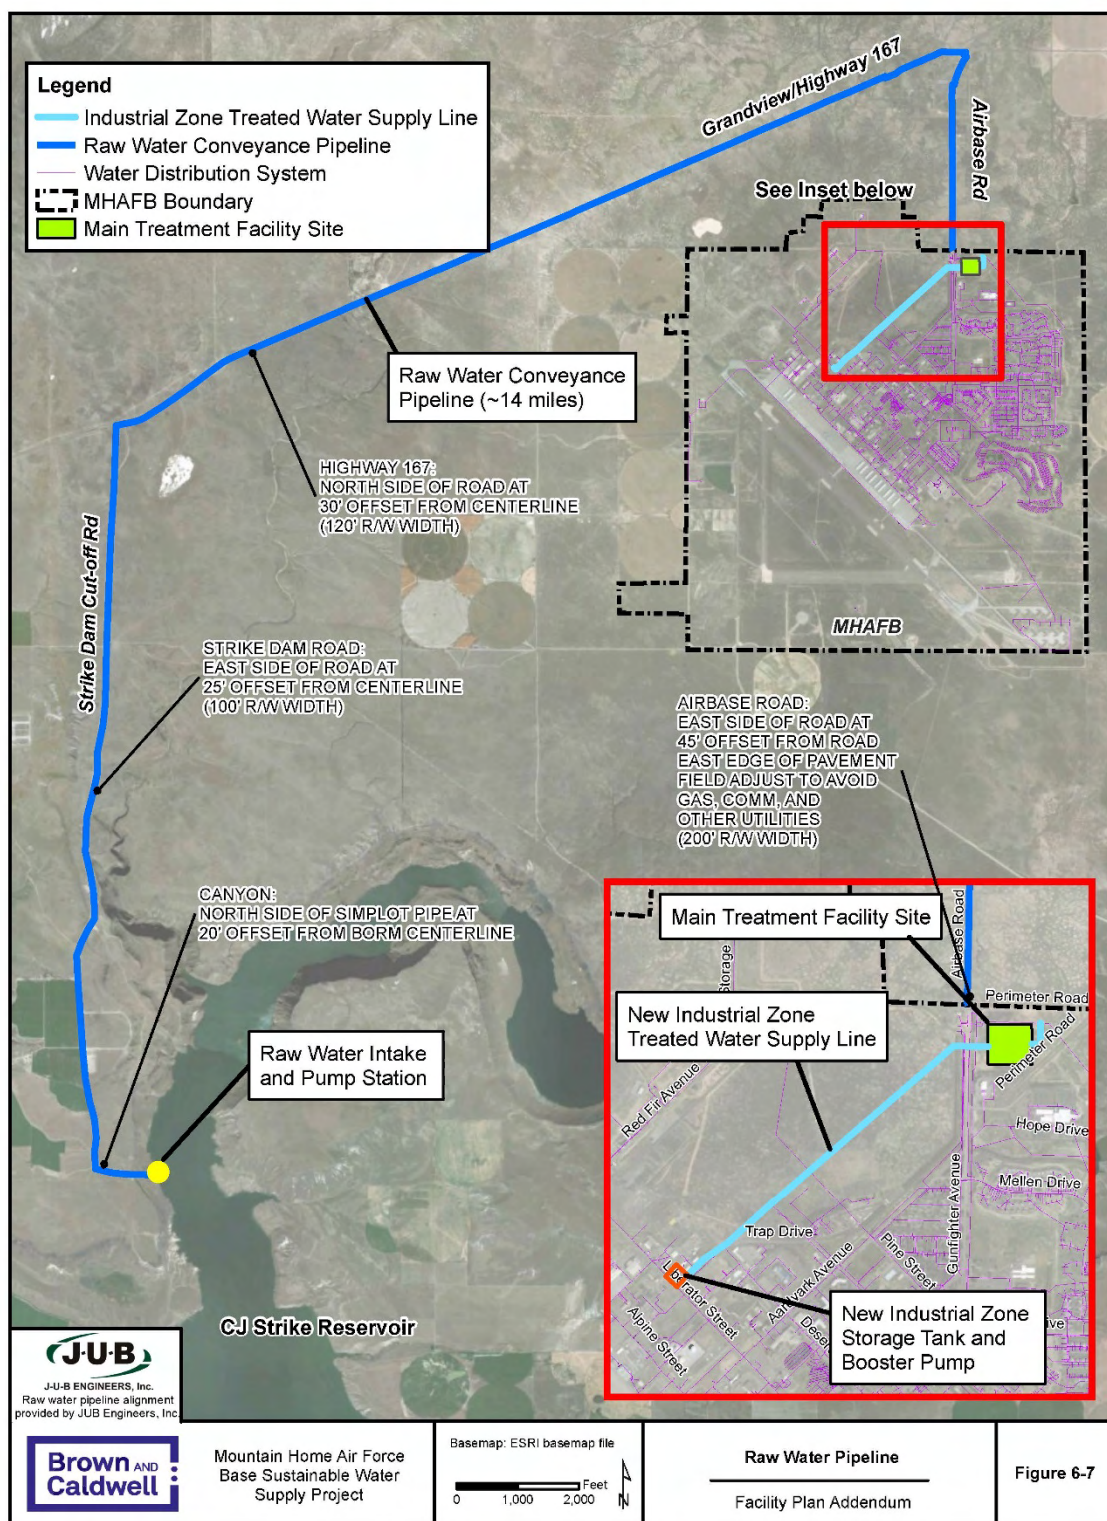 Legend
Industrial Zone Treated Water Supply Line
Raw Water Conveyance Pipeline
Water Distribution System
MHAFB Boundary
Main Treatment Facility Site
Grandview/Highway 167
Airbase Rd
See Inset below
Raw Water Conveyance
Pipeline (~14 miles)
HIGHWAY 167:
NORTH SIDE OF ROAD AT
30' OFFSET FROM CENTERLINE
(120' R/W WIDTH)
Strike Dam Cut-off Rd
MHAFB
STRIKE DAM ROAD:
EAST SIDE OF ROAD AT
25' OFFSET FROM CENTERLINE
(100' R/W WIDTH)
AIRBASE ROAD:
EAST SIDE OF ROAD AT
45' OFFSET FROM ROAD
EAST EDGE OF PAVEMENT
FIELD ADJUST TO AVOID
GAS, COMM, AND
OTHER UTILITIES
(200' R/W WIDTH)
CANYON:
NORTH SIDE OF SIMPLOT PIPE AT
20' OFFSET FROM BORM CENTERLINE
Raw Water Intake
and Pump Station
CJ Strike Reservoir
Main Treatment Facility Site
Airbase Road
Storage
Perimeter Road
New Industrial Zone
Treated Water Supply Line
Perimeter Road
Red Fir Avenue
Hope Drive
Mellen Drive
Gunfighter Avenue
Trap Drive
Pine Street
Aardvark Avenue
Liberator Street
Alpine Street
Deser
ive
New Industrial Zone
Storage Tank and
Booster Pump
J-U-B
J-U-B ENGINEERS, Inc.
Raw water pipeline alignment
provided by JUB Engineers, Inc.
Brown AND
Caldwell
Mountain Home Air Force
Base Sustainable Water
Supply Project
Basemap: ESRI basemap file
Feet
0 1,000 2,000
N
Raw Water Pipeline
Facility Plan Addendum
Figure 6-7